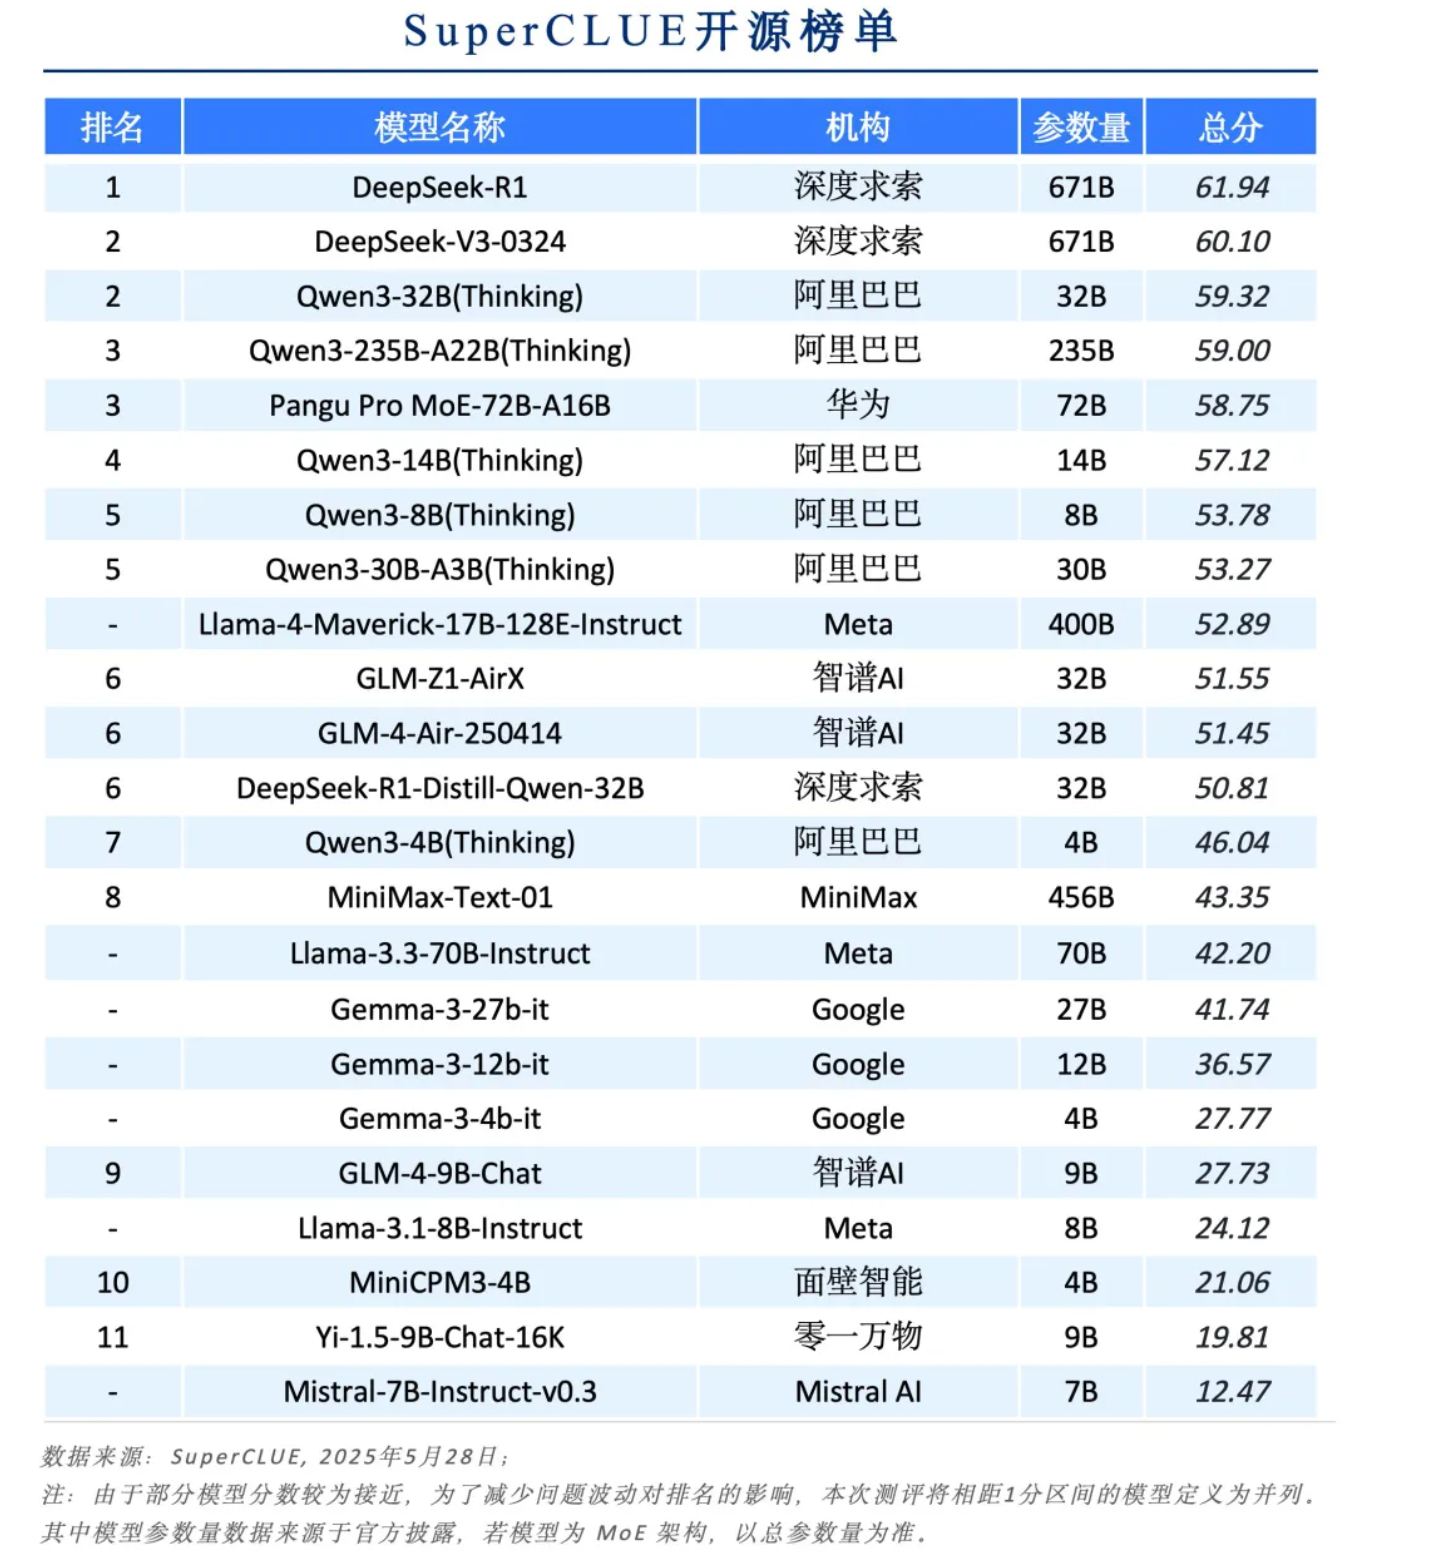 SuperCLUE开源榜单
排名 模型名称 机构 参数量 总分
1 DeepSeek-R1 深度求索 671B 61.94
2 DeepSeek-V3-0324 深度求索 671B 60.10
2 Qwen3-32B(Thinking) 阿里巴巴 32B 59.32
3 Qwen3-235B-A22B(Thinking) 阿里巴巴 235B 59.00
3 Pangu Pro MoE-72B-A16B 华为 72B 58.75
4 Qwen3-14B(Thinking) 阿里巴巴 14B 57.12
5 Qwen3-8B(Thinking) 阿里巴巴 8B 53.78
5 Qwen3-30B-A3B(Thinking) 阿里巴巴 30B 53.27
- Llama-4-Maverick-17B-128E-Instruct Meta 400B 52.89
6 GLM-Z1-AirX 智谱AI 32B 51.55
6 GLM-4-Air-250414 智谱AI 32B 51.45
6 DeepSeek-R1-Distill-Qwen-32B 深度求索 32B 50.81
7 Qwen3-4B(Thinking) 阿里巴巴 4B 46.04
8 MiniMax-Text-01 MiniMax 456B 43.35
- Llama-3.3-70B-Instruct Meta 70B 42.20
- Gemma-3-27b-it Google 27B 41.74
- Gemma-3-12b-it Google 12B 36.57
- Gemma-3-4b-it Google 4B 27.77
9 GLM-4-9B-Chat 智谱AI 9B 27.73
- Llama-3.1-8B-Instruct Meta 8B 24.12
10 MiniCPM3-4B 面壁智能 4B 21.06
11 Yi-1.5-9B-Chat-16K 零一万物 9B 19.81
- Mistral-7B-Instruct-v0.3 Mistral AI 7B 12.47
数据来源：SuperCLUE, 2025年5月28日；
注：由于部分模型分数较为接近，为了减少问题波动对排名的影响，本次测评将相距1分区间的模型定义为并列。
其中模型参数量数据来源于官方披露，若模型为 MoE 架构，以总参数量为准。